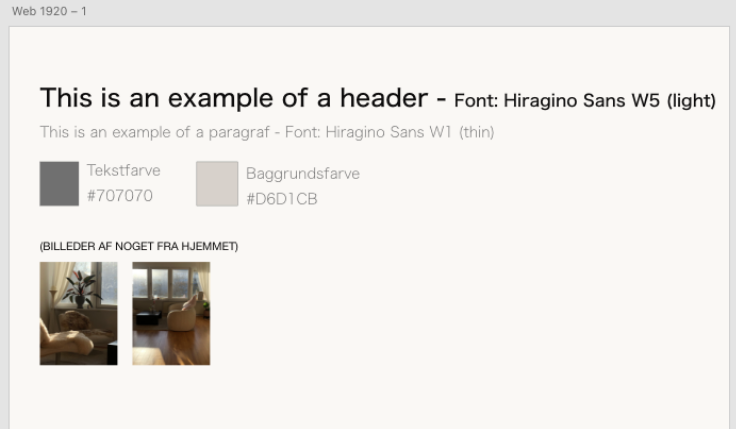 Web 1920 – 1
This is an example of a header - Font: Hiragino Sans W5 (light)
This is an example of a paragraf - Font: Hiragino Sans W1 (thin)
Tekstfarve
#707070
Baggrundsfarve
#D6D1CB
(BILLEDER AF NOGET FRA HJEMMET)